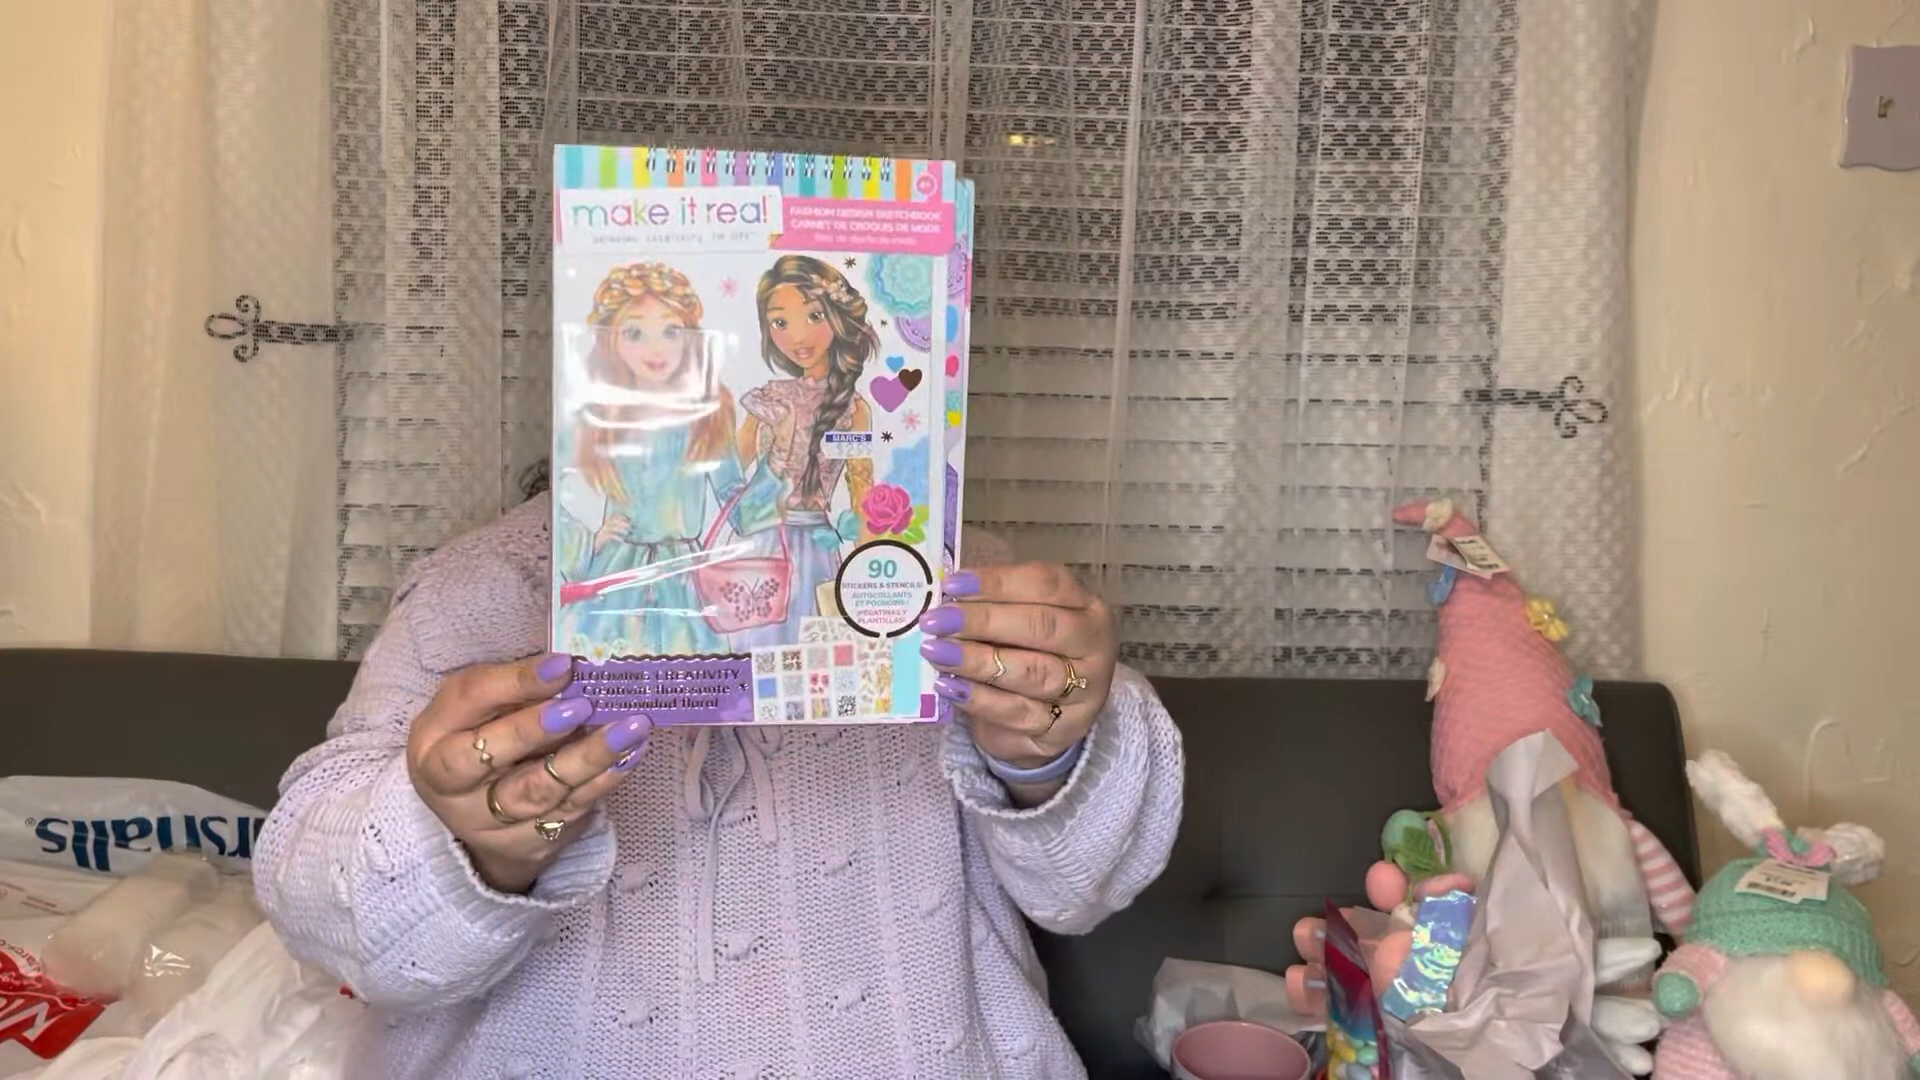 make it real
FASHION DESIGN SKETCHBOOK
CARNET DE CROQUIS DE MODE
MARC'S
90
STICKERS & STENCILS!
AUTOCOLLANTS
ET POCHOIRS!
¡PEGATINAS Y
PLANTILLAS!
BLOOMING CREATIVITY
Créativité florissante
Creatividad floral
rshalls